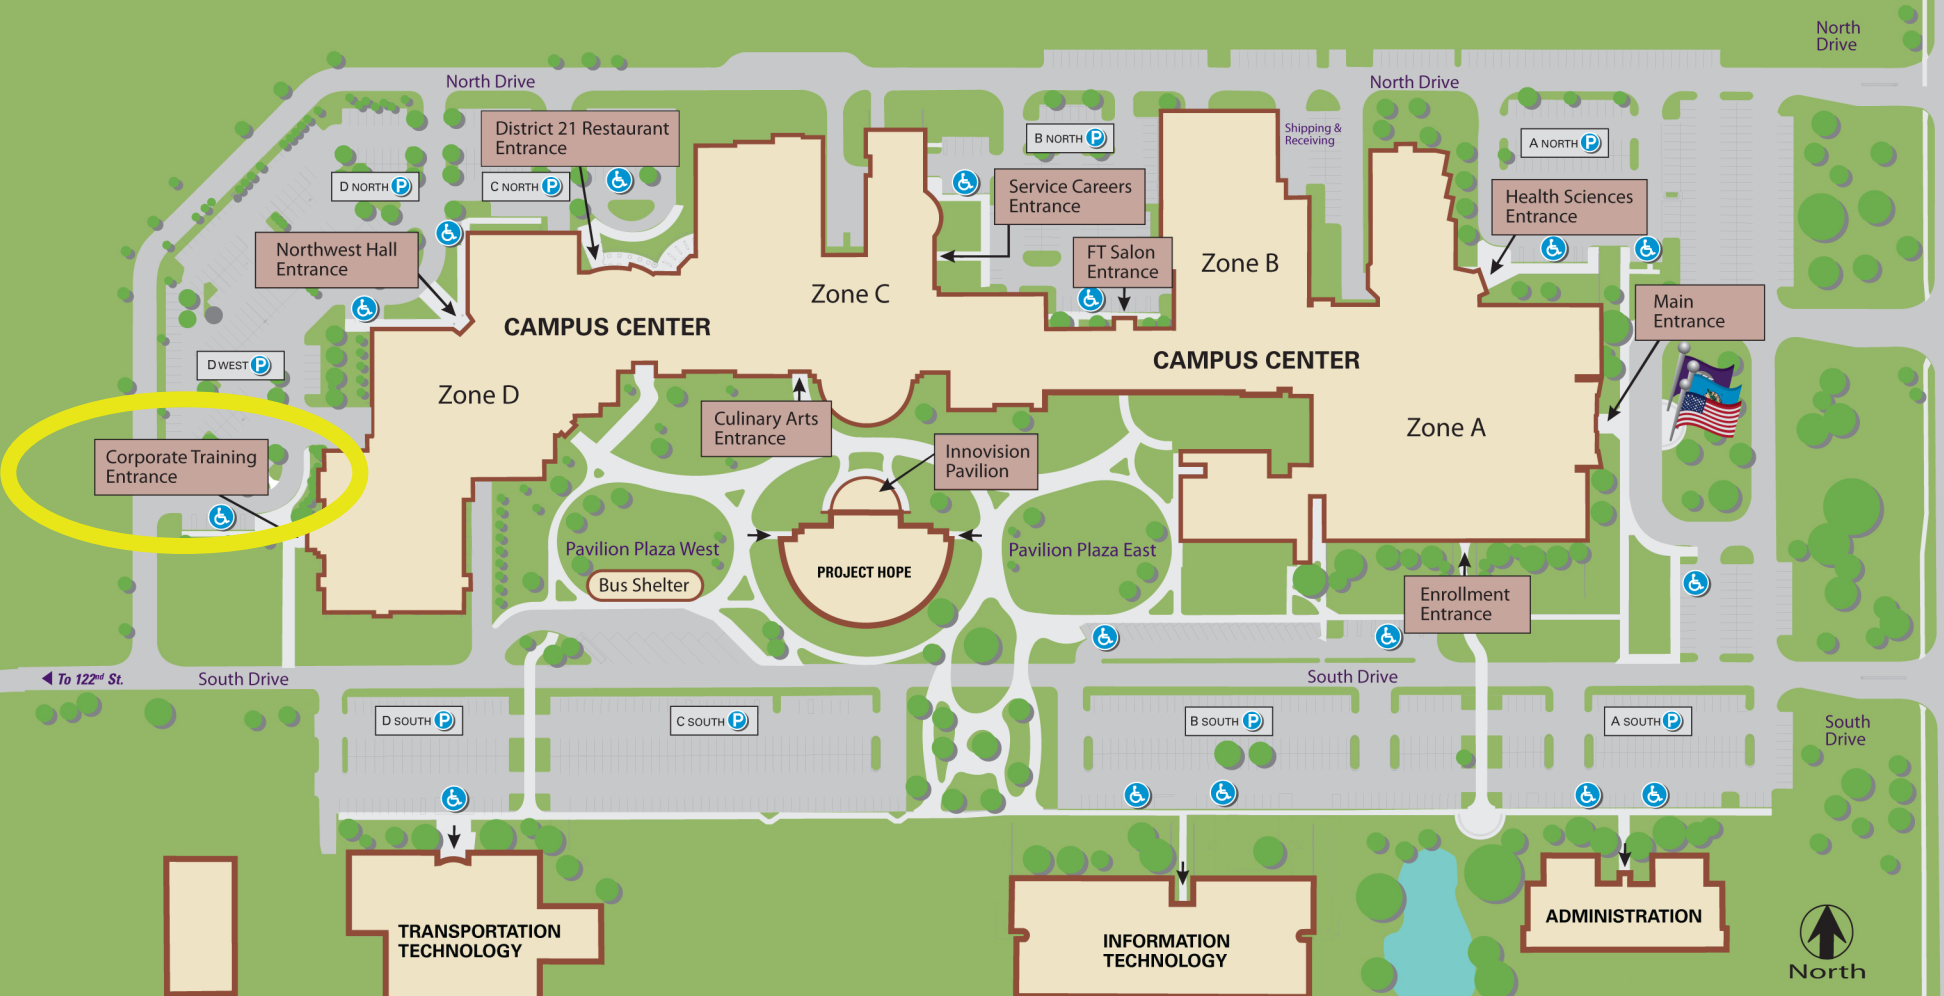 North
Drive
North Drive
North Drive
District 21 Restaurant
Entrance
Shipping &
Receiving
B NORTH P
A NORTH P
D NORTH P
C NORTH P
Service Careers
Entrance
Health Sciences
Entrance
Northwest Hall
Entrance
FT Salon
Entrance
Zone B
Zone C
Main
Entrance
CAMPUS CENTER
CAMPUS CENTER
D WEST P
Zone D
Culinary Arts
Entrance
Zone A
Innovision
Pavilion
Corporate Training
Entrance
Pavilion Plaza West
Pavilion Plaza East
PROJECT HOPE
Bus Shelter
Enrollment
Entrance
To 122nd St.
South Drive
South Drive
D SOUTH P
C SOUTH P
B SOUTH P
A SOUTH P
South
Drive
TRANSPORTATION
TECHNOLOGY
INFORMATION
TECHNOLOGY
ADMINISTRATION
North